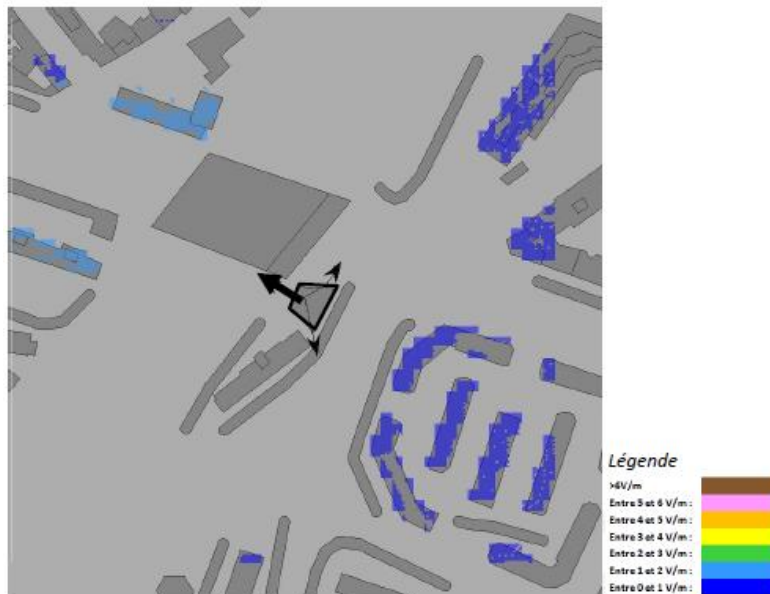 Légende
>6V/m
Entre 5 et 6 V/m :
Entre 4 et 5 V/m :
Entre 3 et 4 V/m :
Entre 2 et 3 V/m :
Entre 1 et 2 V/m :
Entre 0 et 1 V/m :